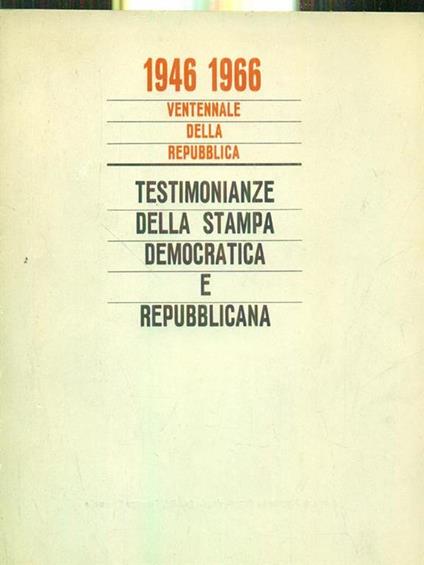 1946 1966
VENTENNALE
DELLA
REPUBBLICA
TESTIMONIANZE
DELLA STAMPA
DEMOCRATICA
E
REPUBBLICANA